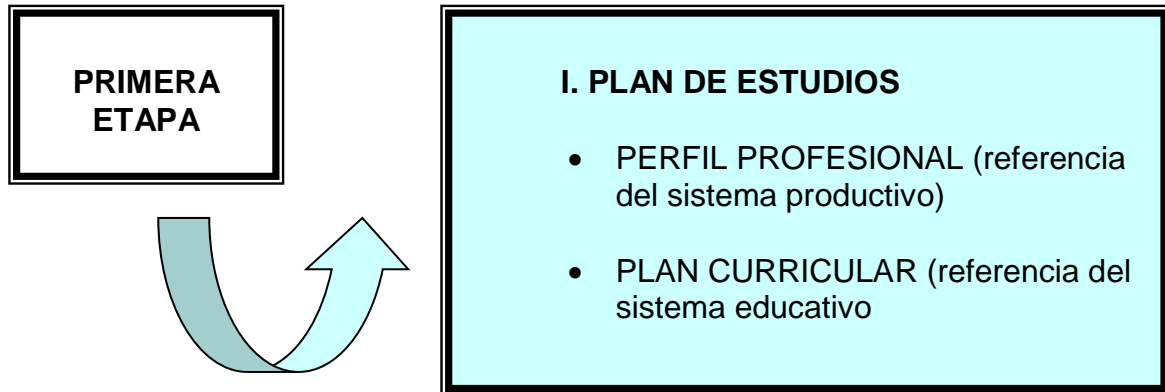 PRIMERA
ETAPA
I. PLAN DE ESTUDIOS
• PERFIL PROFESIONAL (referencia
del sistema productivo)
• PLAN CURRICULAR (referencia del
sistema educativo